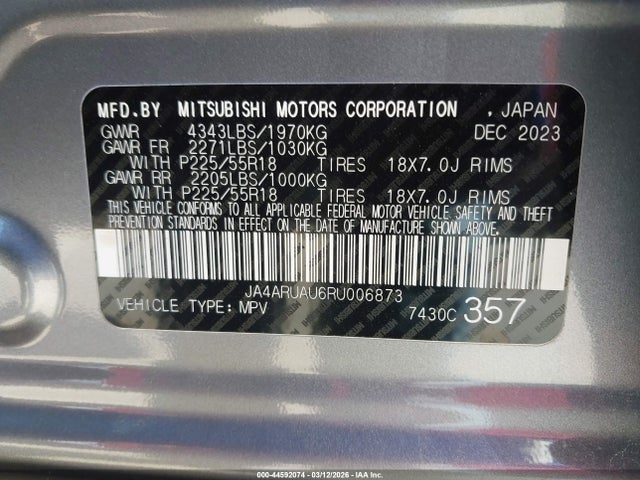 MFD.BY MITSUBISHI MOTORS CORPORATION , JAPAN
GVWR 4343LBS/1970KG DEC 2023
GAWR FR 2271LBS/1030KG
WITH P225/55R18 TIRES 18X7.0J RIMS
GAWR RR 2205LBS/1000KG
WITH P225/55R18 TIRES 18X7.0J RIMS
THIS VEHICLE CONFORMS TO ALL APPLICABLE FEDERAL MOTOR VEHICLE SAFETY AND THEFT
PREVENTION STANDARDS IN EFFECT ON THE DATE OF MANUFACTURE SHOWN ABOVE.
JA4ARUAU6RU006873
VEHICLE TYPE: MPV 7430C 357
000-44592074 | 03/12/2026 | IAA Inc.